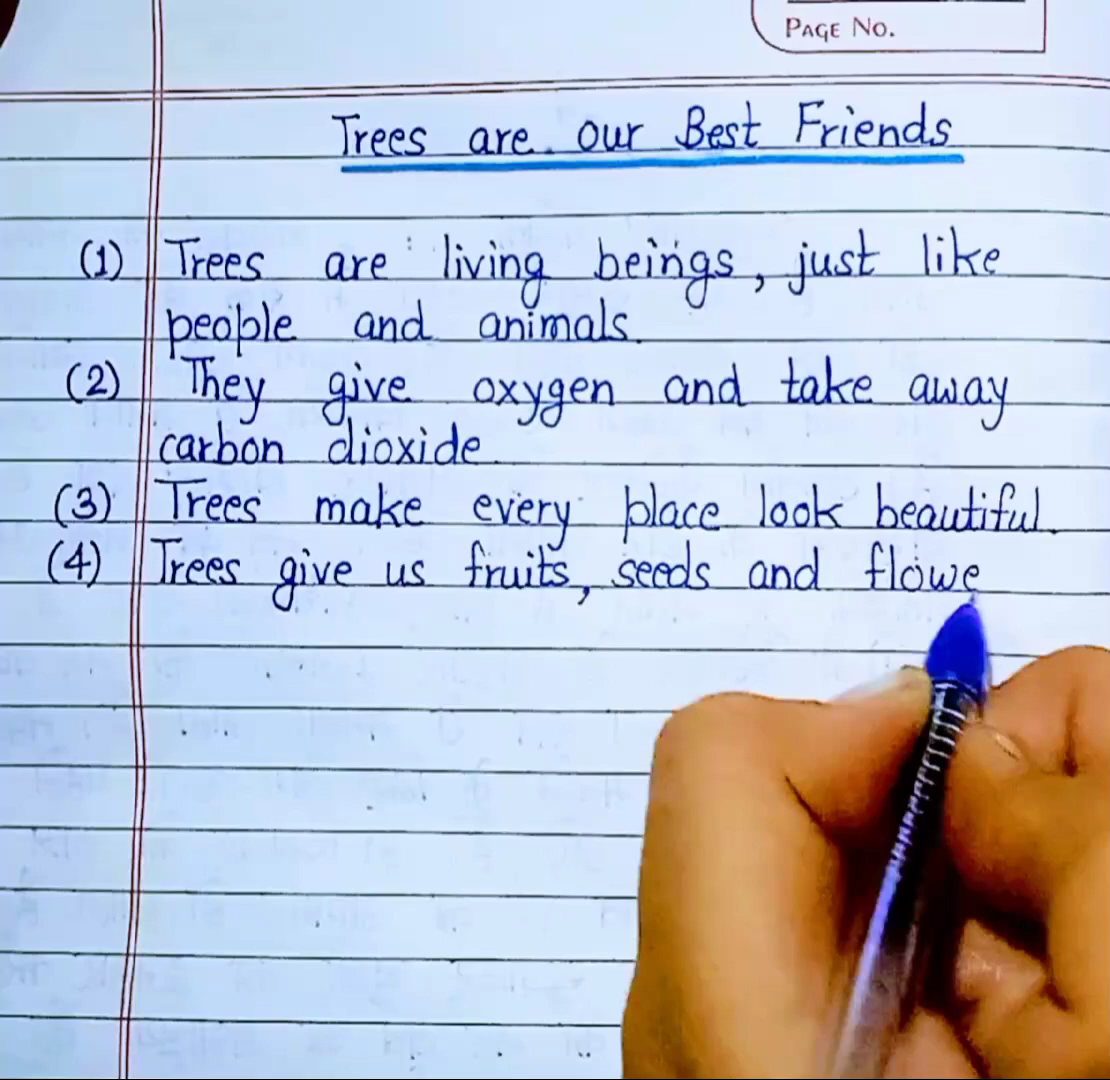 PAGE NO.
Trees are our Best Friends
(1) Trees are living beings, just like
people and animals.
(2) They give oxygen and take away
carbon dioxide
(3) Trees make every place look beautiful.
(4) Trees give us fruits, seeds and flowe